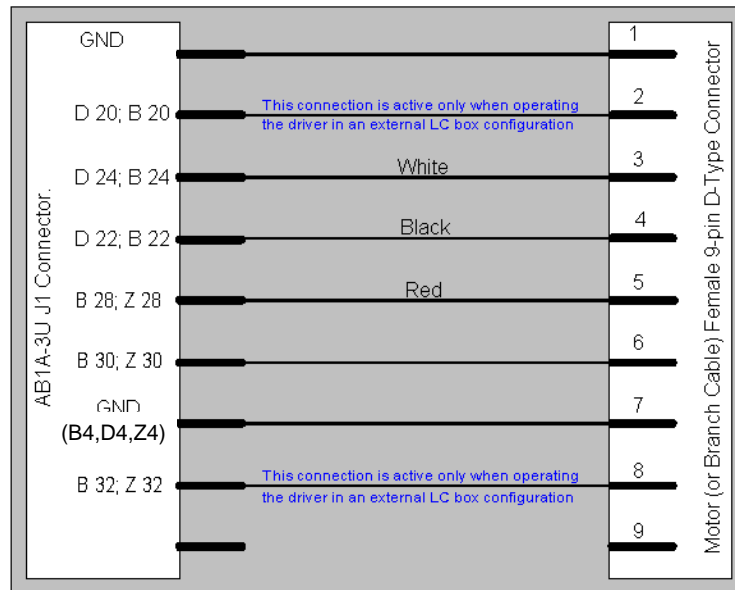 GND
1
D 20; B 20
This connection is active only when operating
the driver in an external LC box configuration
2
D 24; B 24
White
3
D 22; B 22
Black
4
B 28; Z 28
Red
5
B 30; Z 30
6
GND
(B4,D4,Z4)
7
B 32; Z 32
This connection is active only when operating
the driver in an external LC box configuration
8
9
AB1A-3U J1 Connector.
Motor (or Branch Cable) Female 9-pin D-Type Connector